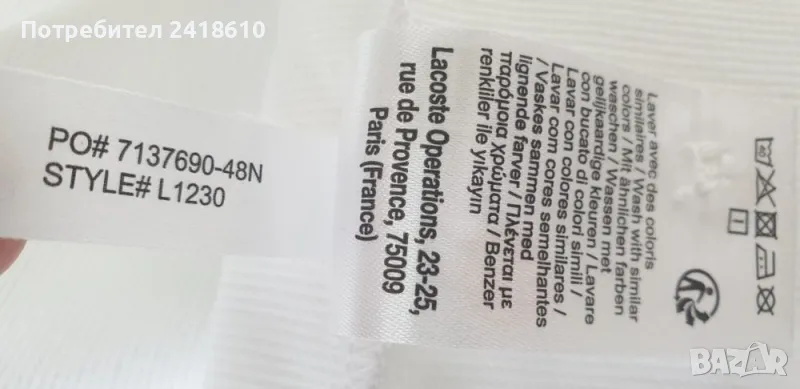 Потребител 2418610
PO# 7137690-48N
STYLE# L1230
Lacoste Operations, 23-25,
rue de Provence, 75009
Paris (France)
Laver avec des coloris
similaires / Wash with similar
colors / Mit ähnlichen farben
waschen / Wassen met
gelijkaardige kleuren / Lavare
con bucato di colori simili /
Lavar con colores similares /
Lavar com cores semelhantes
/ Vaskes sammen med
lignende farver / Πλένεται με
παρόμοια χρώματα / Benzer
renkliler ile yıkayın
BAZAR
bg